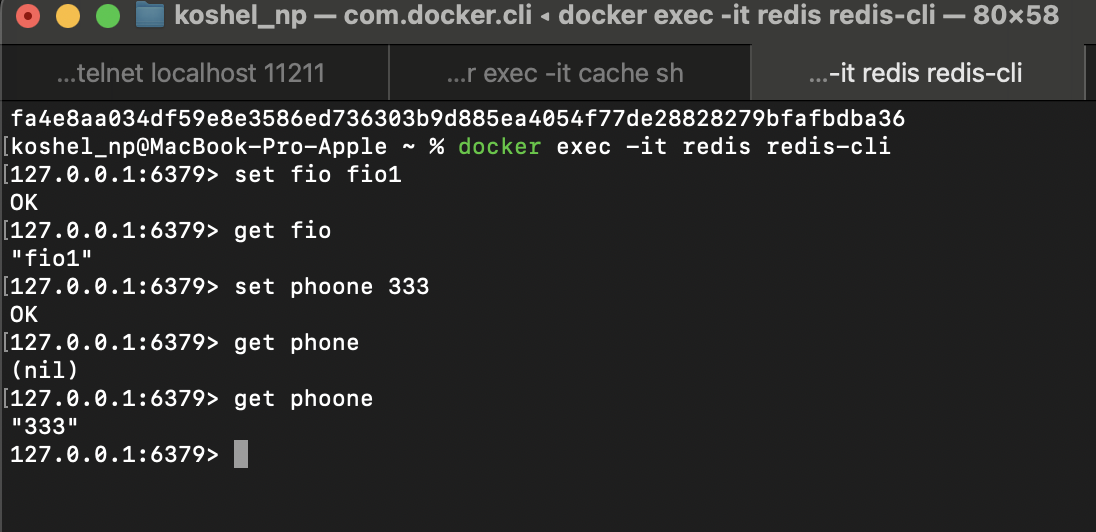 koshel_np — com.docker.cli ◂ docker exec -it redis redis-cli — 80×58
...telnet localhost 11211
...r exec -it cache sh
...-it redis redis-cli
fa4e8aa034df59e8e3586ed736303b9d885ea4054f77de28828279bfafbdba36
[koshel_np@MacBook-Pro-Apple ~ % docker exec -it redis redis-cli
[127.0.0.1:6379> set fio fio1
OK
[127.0.0.1:6379> get fio
"fio1"
[127.0.0.1:6379> set phoone 333
OK
[127.0.0.1:6379> get phone
(nil)
[127.0.0.1:6379> get phoone
"333"
127.0.0.1:6379>